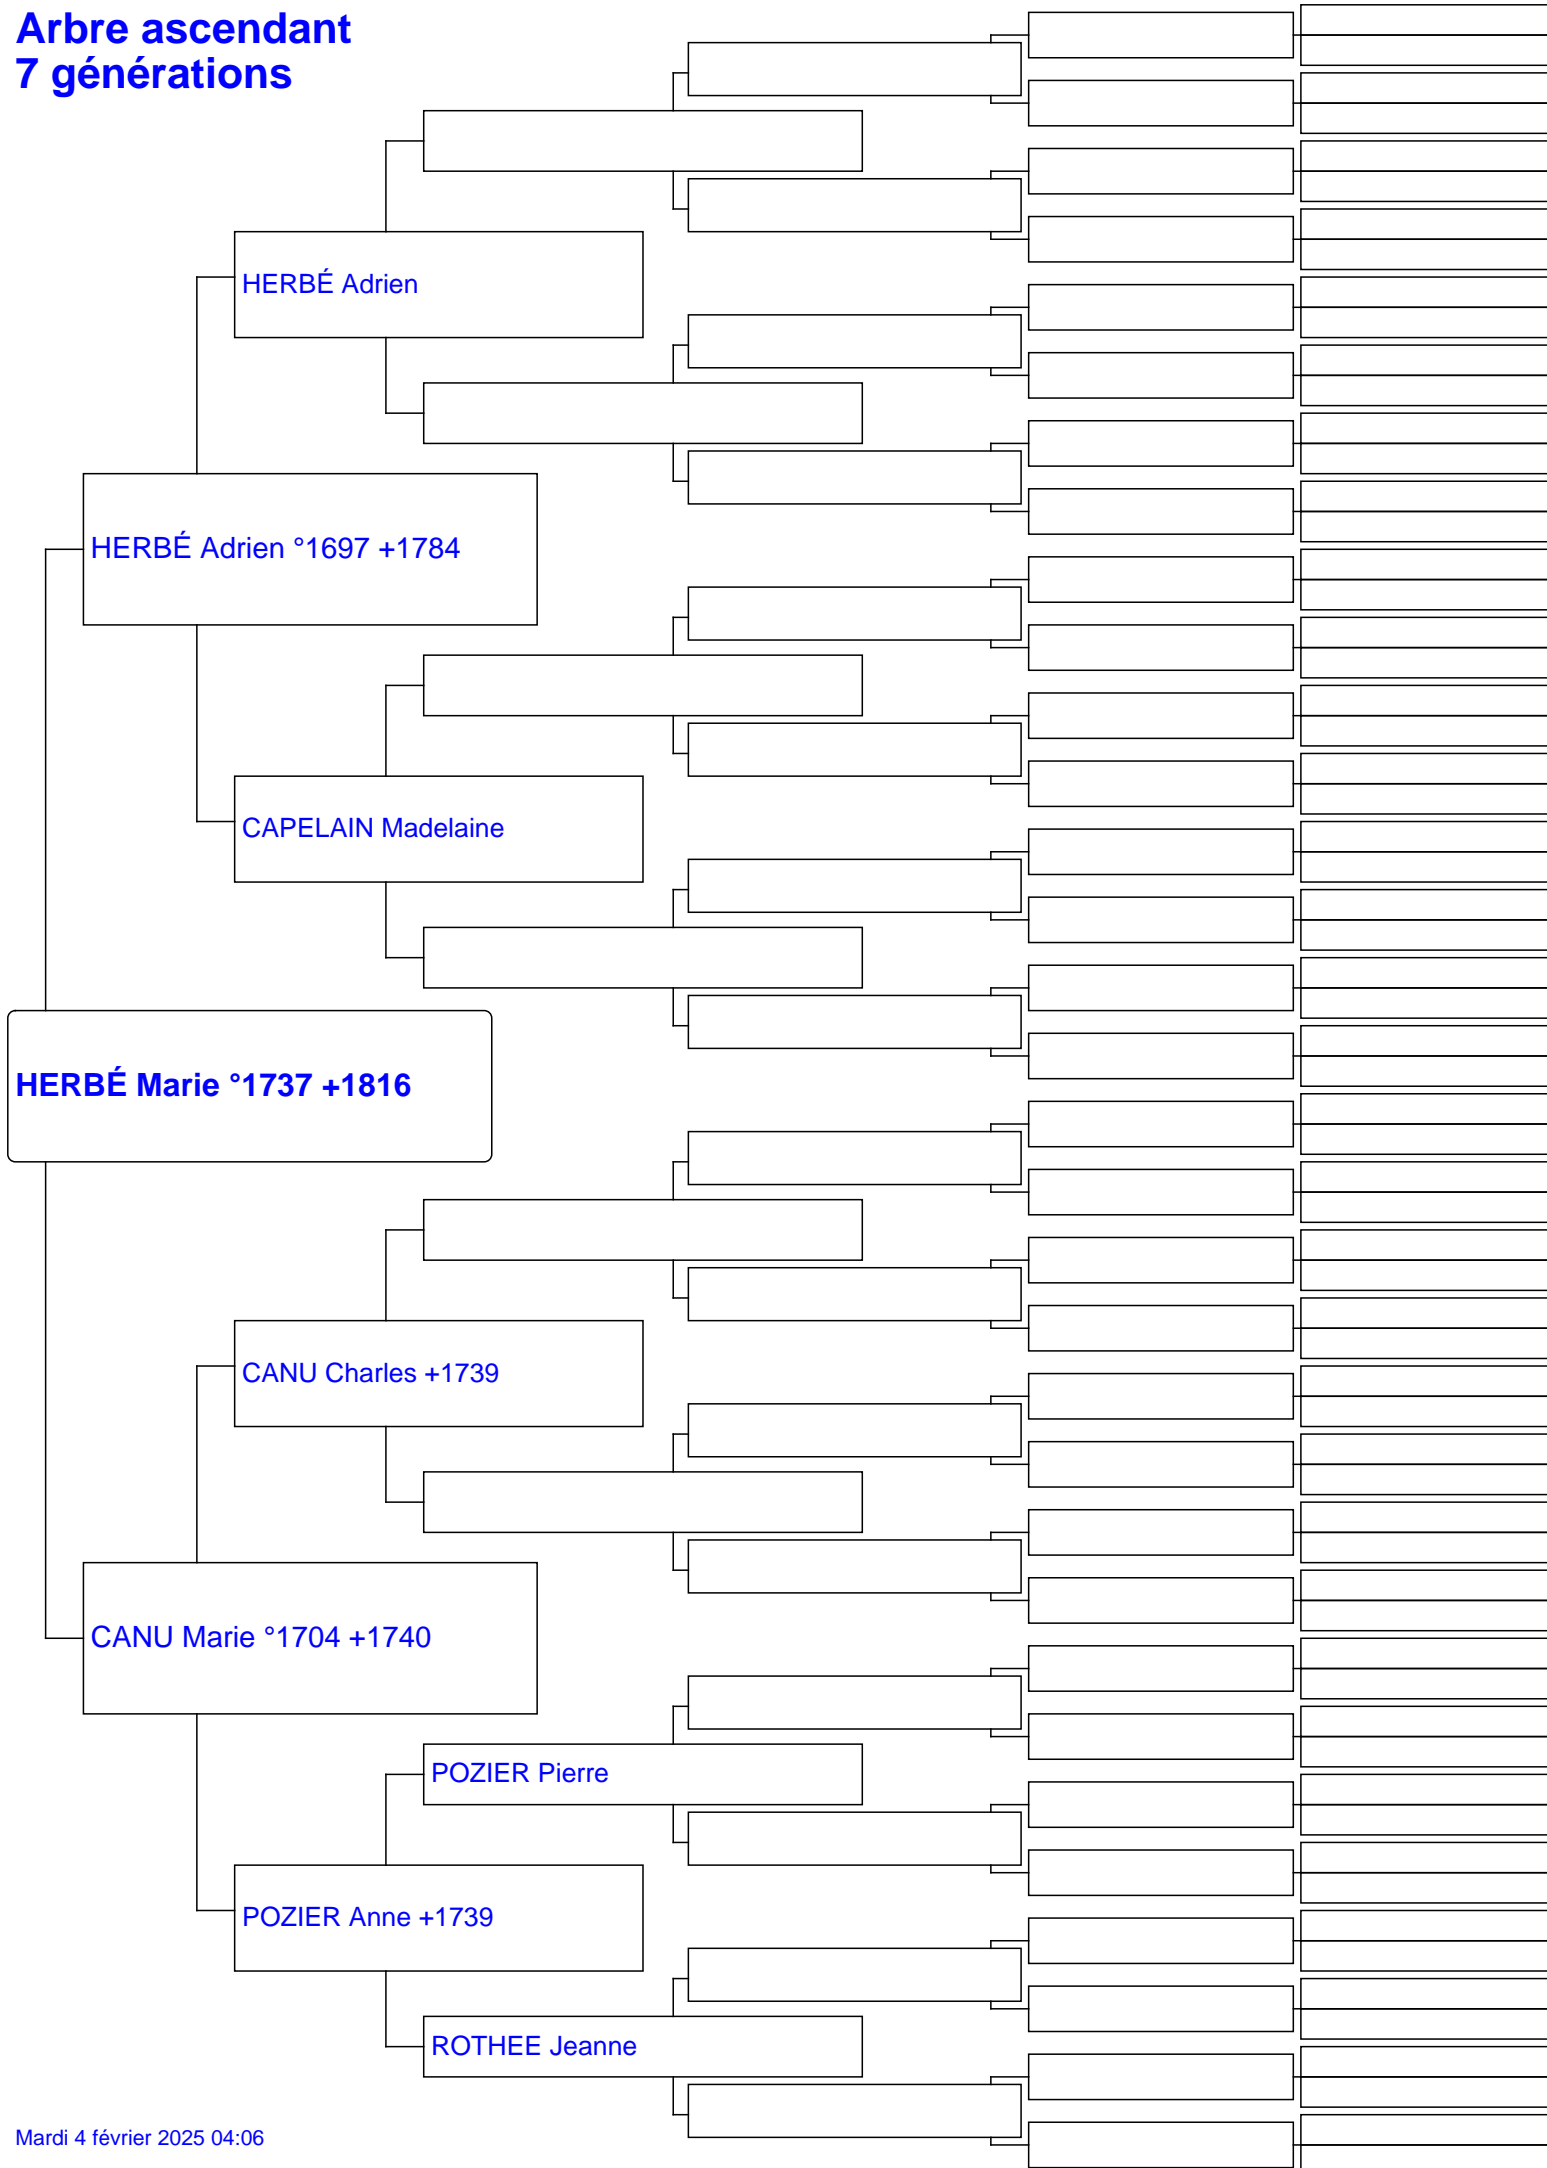 Arbre ascendant
7 générations
HERBÉ Adrien
HERBÉ Adrien °1697 +1784
CAPELAIN Madelaine
HERBÉ Marie °1737 +1816
CANU Charles +1739
CANU Marie °1704 +1740
POZIER Pierre
POZIER Anne +1739
ROTHEE Jeanne
Mardi 4 février 2025 04:06